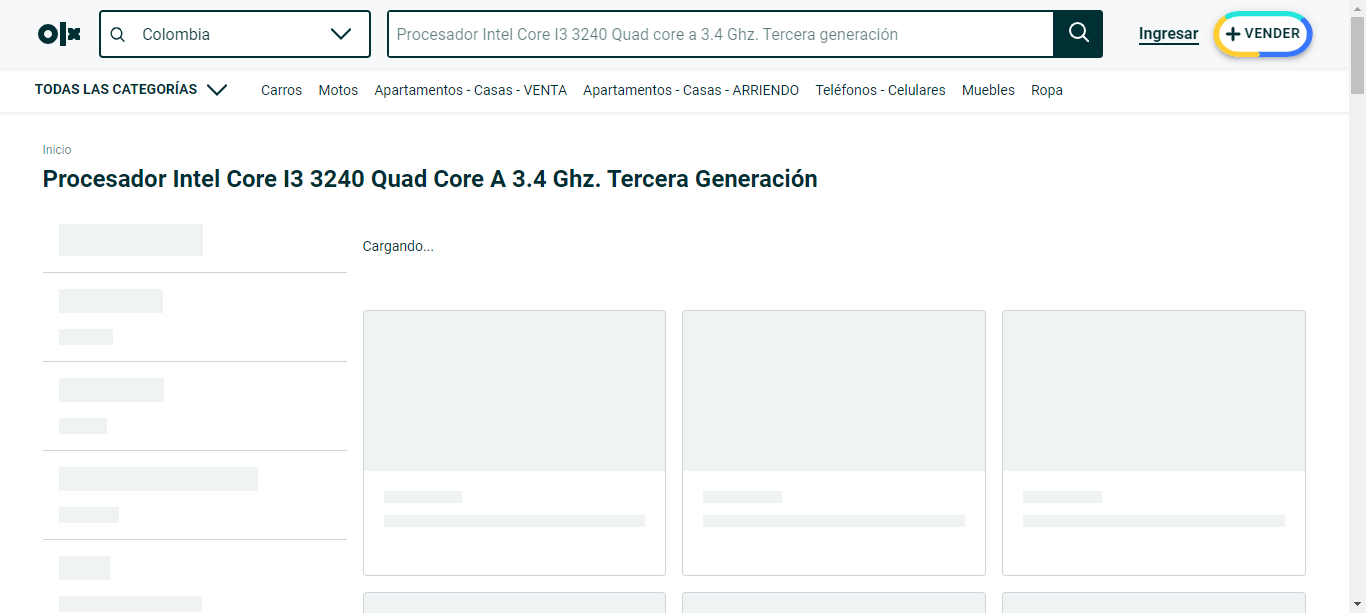 olx
Colombia
Procesador Intel Core I3 3240 Quad core a 3.4 Ghz. Tercera generación
Ingresar
VENDER
TODAS LAS CATEGORÍAS
Carros
Motos
Apartamentos - Casas - VENTA
Apartamentos - Casas - ARRIENDO
Teléfonos - Celulares
Muebles
Ropa
Inicio
Procesador Intel Core I3 3240 Quad Core A 3.4 Ghz. Tercera Generación
Cargando...